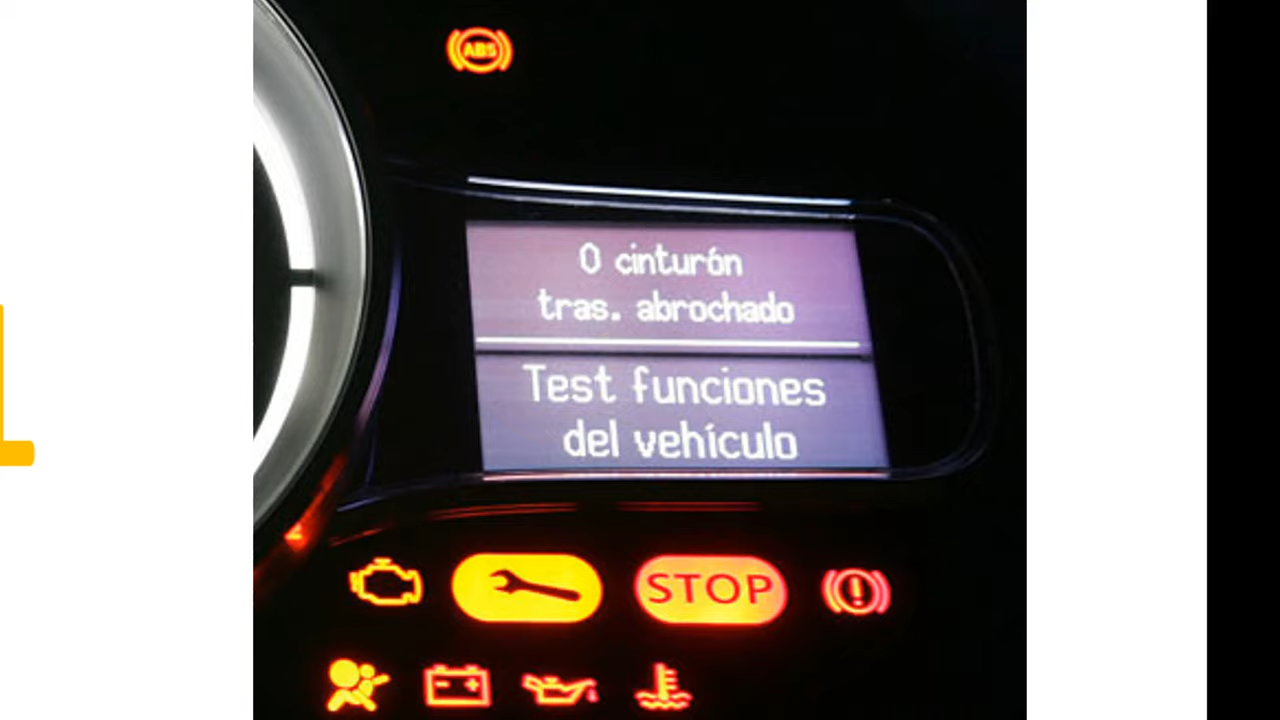 ABS
0 cinturón
tras. abrochado
Test funciones
del vehículo
STOP